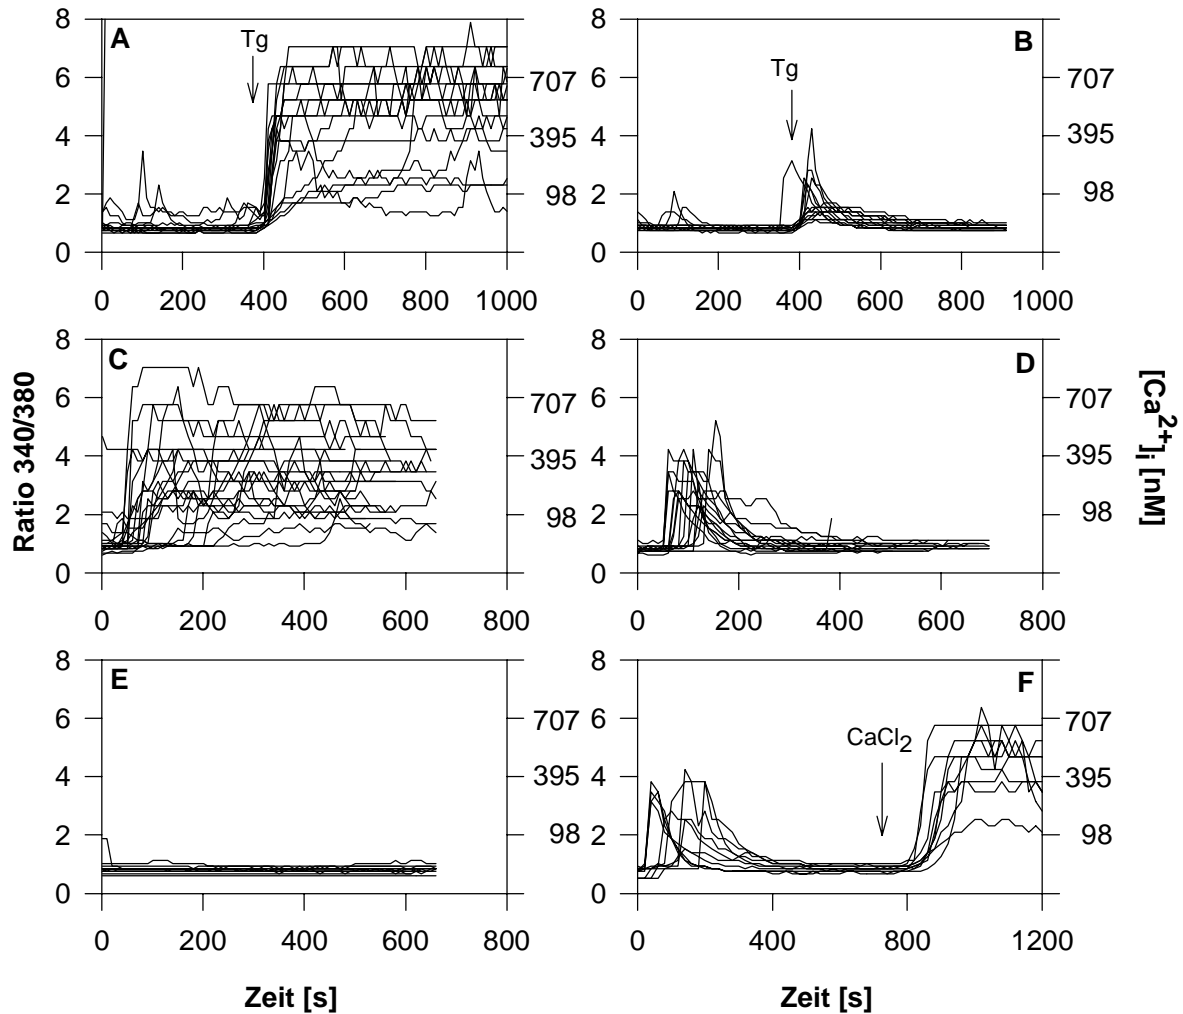 8 A Tg 8 B
6 707 6 Tg 707
4 395 4 395
2 98 2 98
0 0
0 200 400 600 800 1000 0 200 400 600 800 1000
8 C 8 D
6 707 6 707
4 395 4 395
2 98 2 98
0 0
0 200 400 600 800 0 200 400 600 800
Ratio 340/380
[Ca2+]i [nM]
8 E 8 F
6 707 6 CaCl2 707
4 395 4 395
2 98 2 98
0 0
0 200 400 600 800 0 400 800 1200
Zeit [s] Zeit [s]